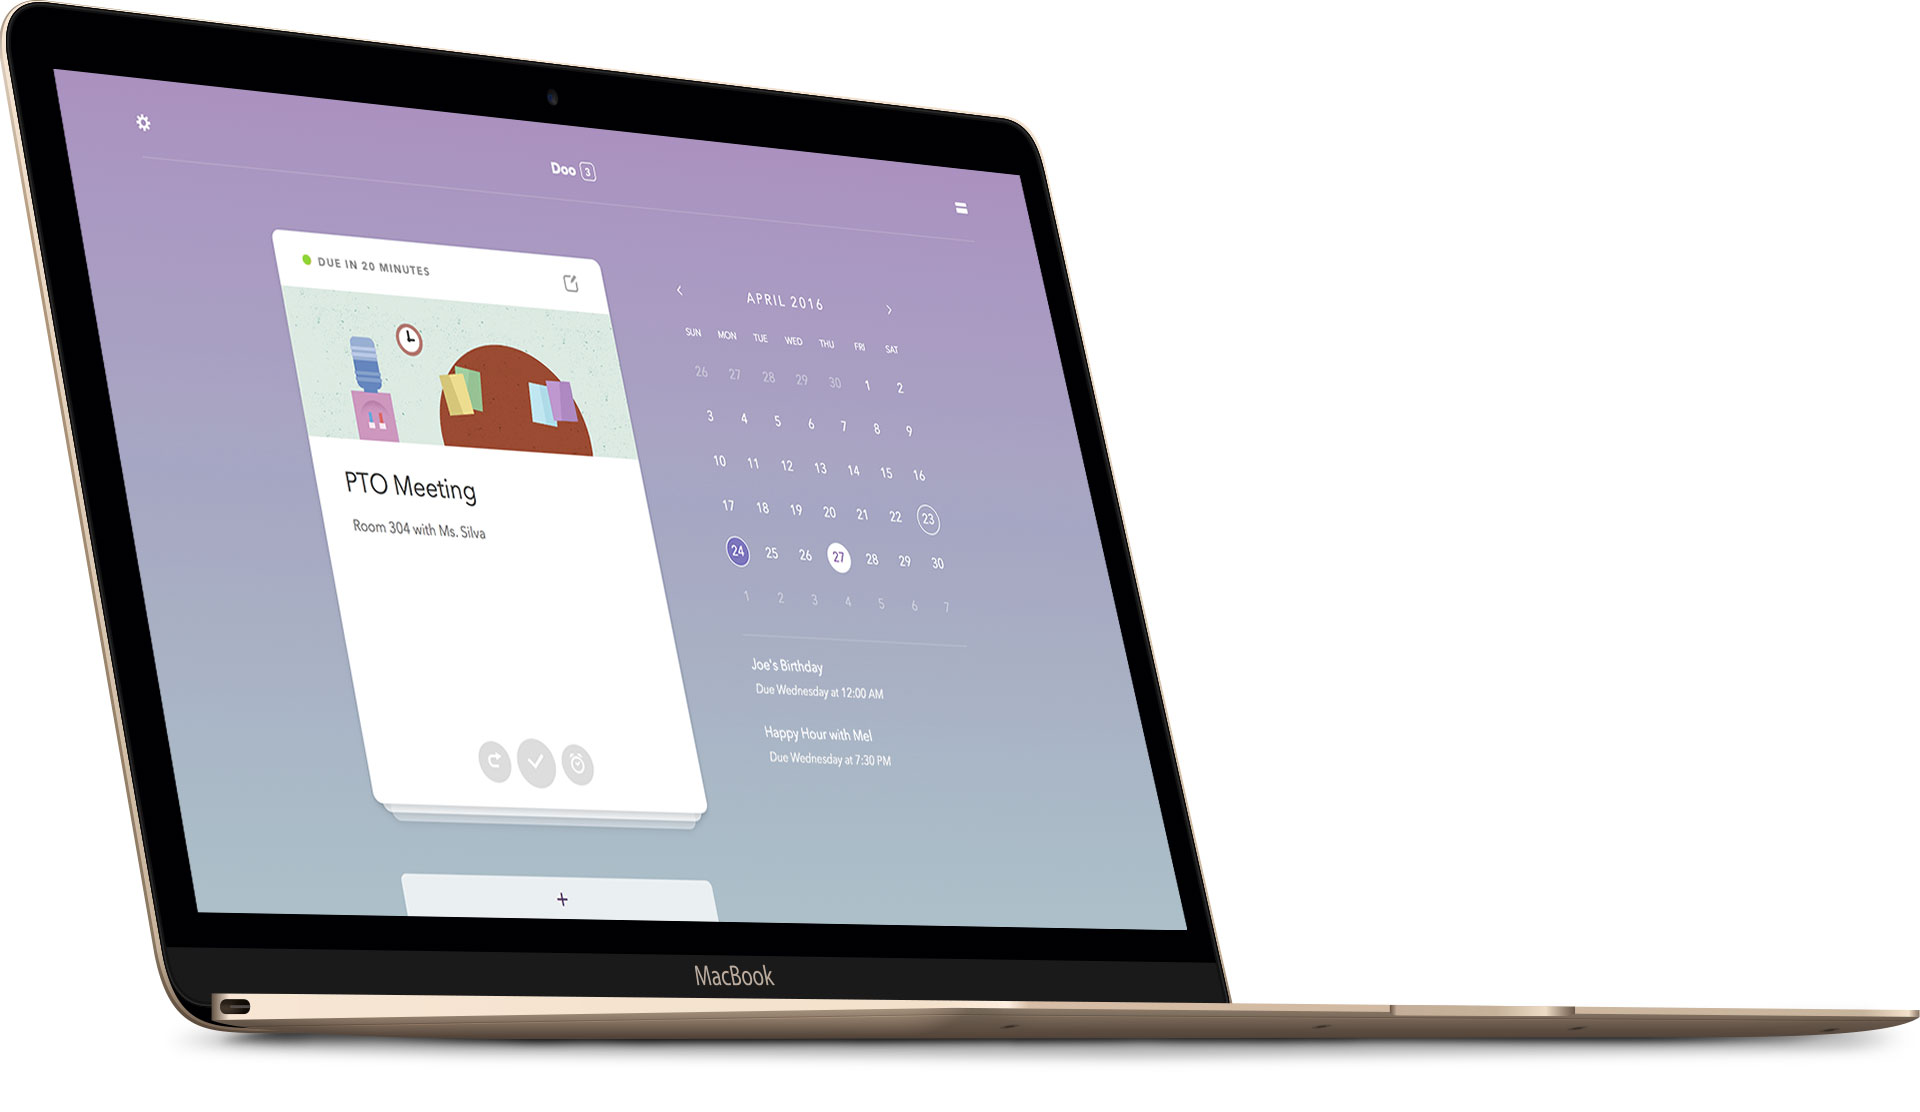 Doo 3
DUE IN 20 MINUTES
PTO Meeting
Room 304 with Ms. Silva
APRIL 2016
SUN MON TUE WED THU FRI SAT
26 27 28 29 30 1 2
3 4 5 6 7 8 9
10 11 12 13 14 15 16
17 18 19 20 21 22 23
24 25 26 27 28 29 30
1 2 3 4 5 6 7
Joe's Birthday
Due Wednesday at 12:00 AM
Happy Hour with Mel
Due Wednesday at 7:30 PM
+
MacBook